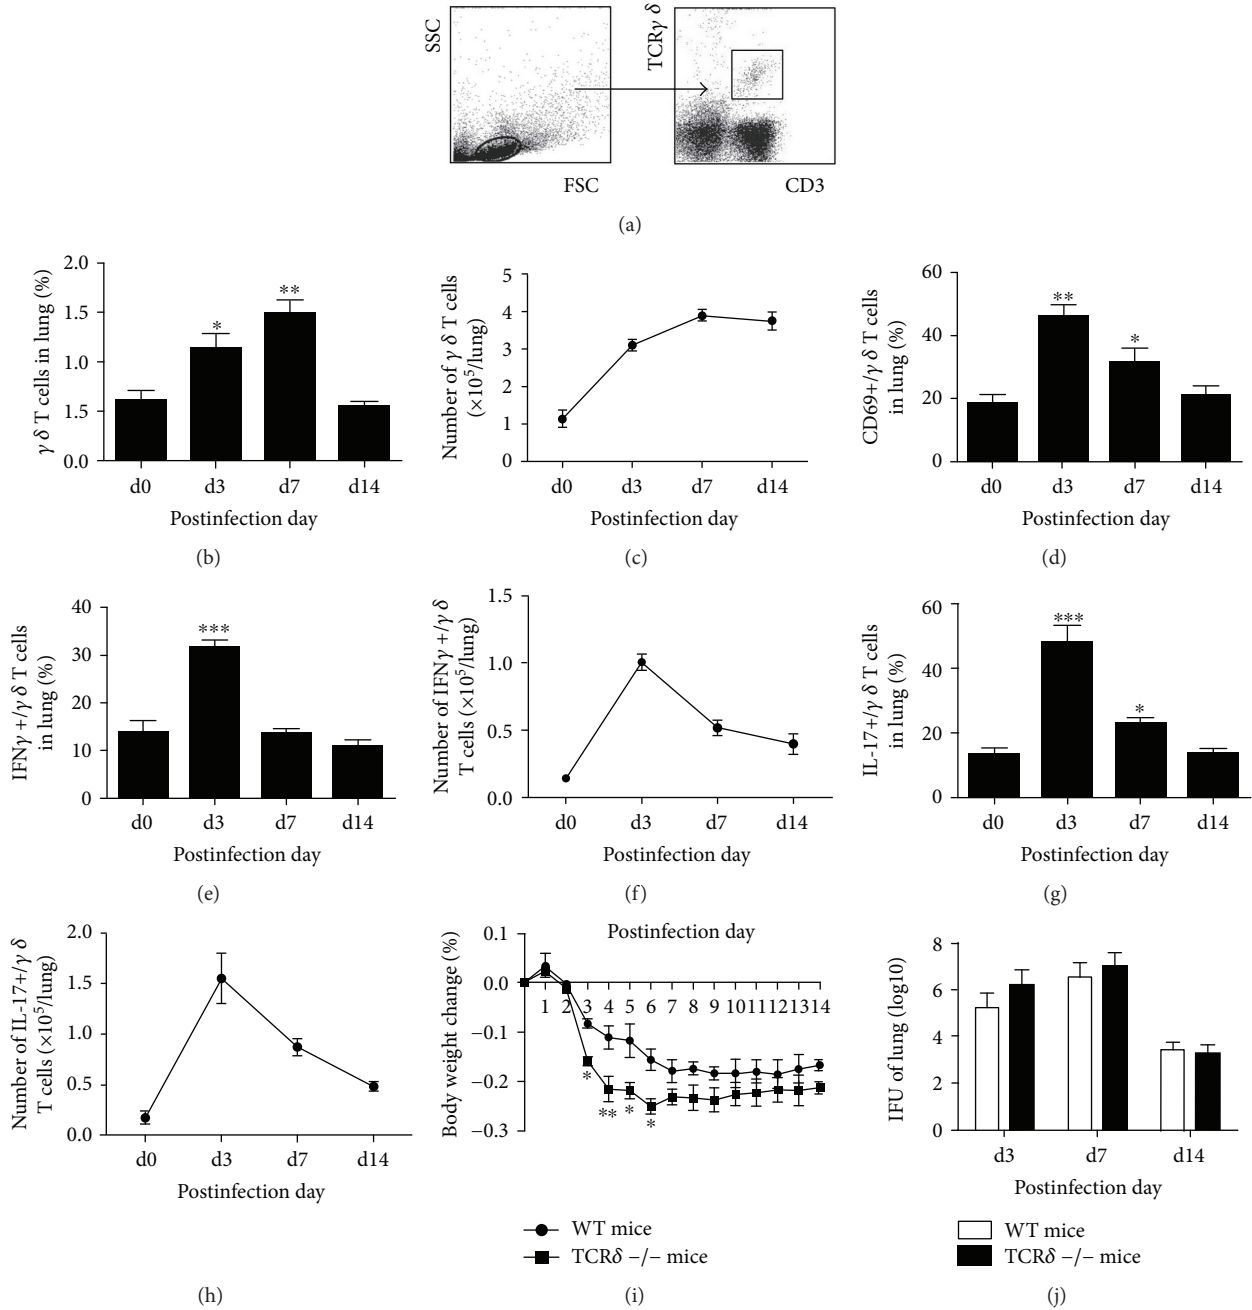 SSC
TCRγ δ
FSC
CD3
(a)
γ δ T cells in lung (%)
2.0
1.5
1.0
1.5
0.0
d0 d3 d7 d14
* **
Postinfection day
(b)
Number of γ δ T cells
(×10⁵/lung)
5
4
3
2
1
0
d0 d3 d7 d14
Postinfection day
(c)
CD69+/γ δ T cells
in lung (%)
60
40
20
0
** *
d0 d3 d7 d14
Postinfection day
(d)
IFNγ +/γ δ T cells
in lung (%)
40
30
20
10
0
***
d0 d3 d7 d14
Postinfection day
(e)
Number of IFNγ +/γ δ
T cells (×10⁵/lung)
1.5
1.0
0.5
0.0
d0 d3 d7 d14
Postinfection day
(f)
IL-17+/γ δ T cells
in lung (%)
60
40
20
0
*** *
d0 d3 d7 d14
Postinfection day
(g)
Number of IL-17+/γ δ
T cells (×10⁵/lung)
2.0
1.5
1.0
0.5
0.0
d0 d3 d7 d14
Postinfection day
(h)
Postinfection day
Body weight change (%)
0.1
0.0
−0.1
−0.2
−0.3
1 2 3 4 5 6 7 8 9 10 11 12 13 14
* ** * *
WT mice
TCRδ −/− mice
(i)
IFU of lung (log10)
8
6
4
2
0
d3 d7 d14
Postinfection day
WT mice
TCRδ −/− mice
(j)